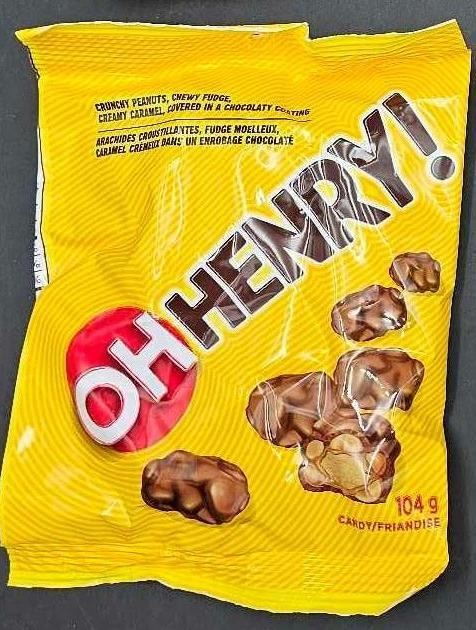 CRUNCHY PEANUTS, CHEWY FUDGE,
CREAMY CARAMEL, COVERED IN A CHOCOLATY COATING
ARACHIDES CROUSTILLANTES, FUDGE MOELLEUX,
CARAMEL CRÉMEUX DANS UN ENROBAGE CHOCOLATÉ
OH HENRY!
104 g
CANDY/FRIANDISE